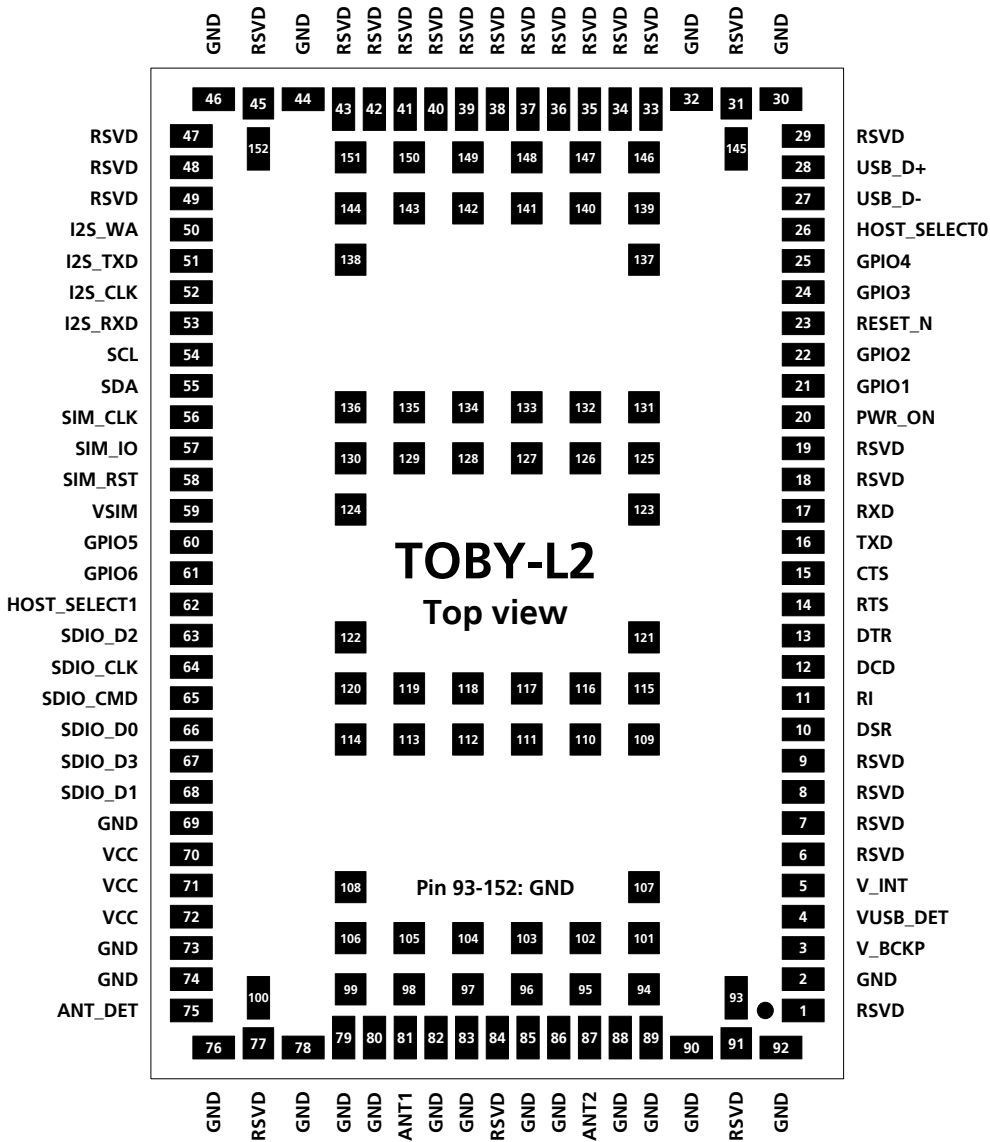 GND RSVD GND RSVD RSVD RSVD RSVD RSVD RSVD RSVD RSVD RSVD RSVD RSVD GND RSVD GND
46 45 44 43 42 41 40 39 38 37 36 35 34 33 32 31 30
RSVD 47 152 145 29 RSVD
151 150 149 148 147 146
RSVD 48 28 USB_D+
RSVD 49 27 USB_D-
144 143 142 141 140 139
I2S_WA 50 26 HOST_SELECT0
I2S_TXD 51 138 137 25 GPIO4
I2S_CLK 52 24 GPIO3
I2S_RXD 53 23 RESET_N
SCL 54 22 GPIO2
SDA 55 21 GPIO1
136 135 134 133 132 131
SIM_CLK 56 20 PWR_ON
SIM_IO 57 19 RSVD
130 129 128 127 126 125
SIM_RST 58 18 RSVD
VSIM 59 124 123 17 RXD
GPIO5 60 16 TXD
TOBY-L2
GPIO6 61 15 CTS
HOST_SELECT1 62 14 RTS
Top view
SDIO_D2 63 122 121 13 DTR
SDIO_CLK 64 12 DCD
120 119 118 117 116 115
SDIO_CMD 65 11 RI
SDIO_D0 66 10 DSR
114 113 112 111 110 109
SDIO_D3 67 9 RSVD
SDIO_D1 68 8 RSVD
GND 69 7 RSVD
VCC 70 6 RSVD
VCC 71 108 Pin 93-152: GND 107 5 V_INT
VCC 72 4 VUSB_DET
106 105 104 103 102 101
GND 73 3 V_BCKP
GND 74 2 GND
99 98 97 96 95 94
100 93
ANT_DET 75 1 RSVD
76 77 78 79 80 81 82 83 84 85 86 87 88 89 90 91 92
GND RSVD GND GND GND ANT1 GND GND RSVD GND GND ANT2 GND GND GND RSVD GND